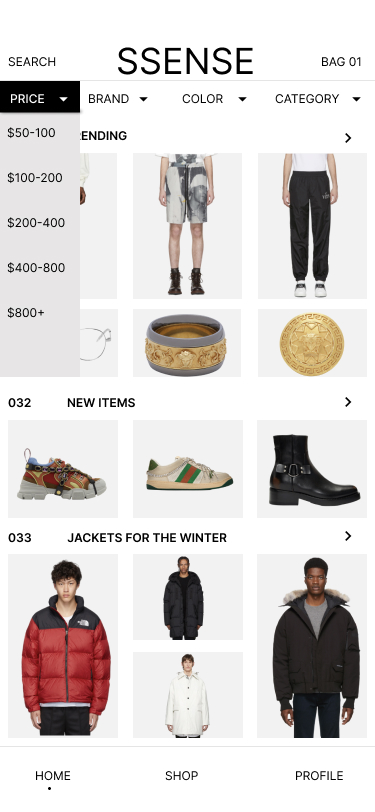 SEARCH SSENSE BAG 01
PRICE BRAND COLOR CATEGORY
$50-100
ENDING
$100-200
$200-400
$400-800
$800+
032 NEW ITEMS
033 JACKETS FOR THE WINTER
HOME SHOP PROFILE